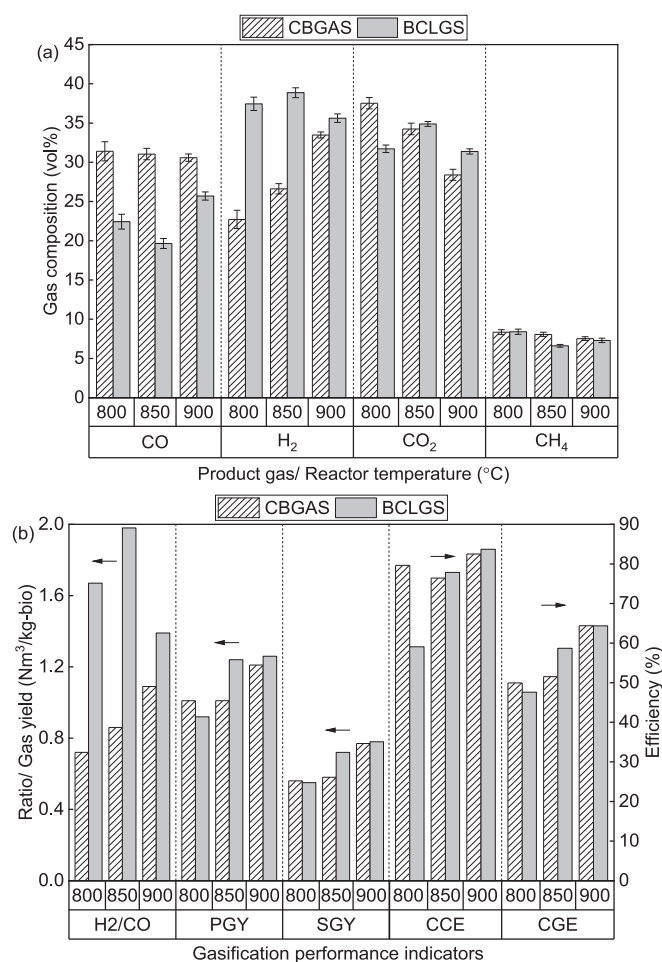 CBGAS BCLGS
(a)
45
40
35
30
25
20
15
10
5
0
Gas composition (vol%)
800 850 900 800 850 900 800 850 900 800 850 900
CO H₂ CO₂ CH₄
Product gas/ Reactor temperature (°C)
CBGAS BCLGS
(b)
2.0
1.6
1.2
0.8
0.4
0.0
Ratio/ Gas yield (Nm³/kg-bio)
90
80
70
60
50
40
30
20
10
0
Efficiency (%)
800 850 900 800 850 900 800 850 900 800 850 900 800 850 900
H2/CO PGY SGY CCE CGE
Gasification performance indicators